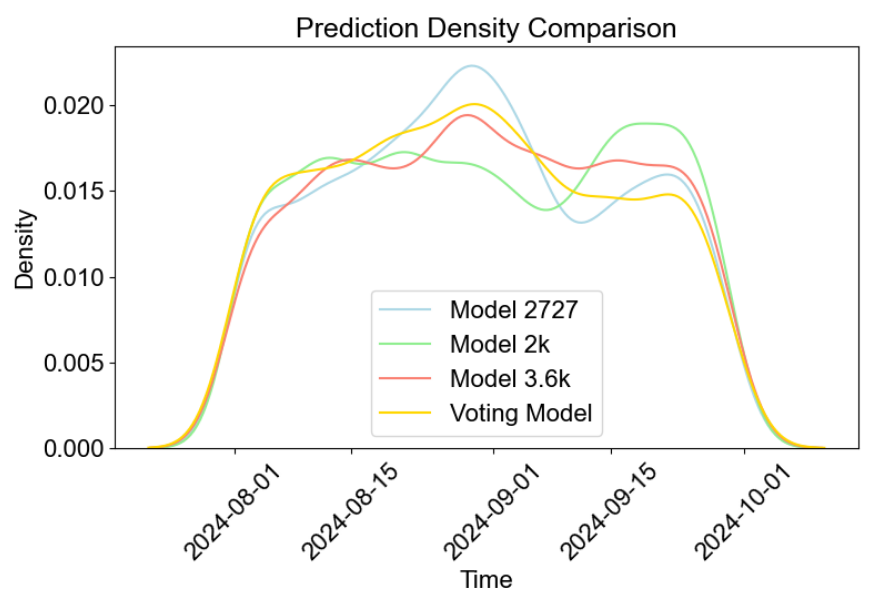 Prediction Density Comparison
Density
0.020
0.015
0.010
0.005
0.000
Model 2727
Model 2k
Model 3.6k
Voting Model
2024-08-01
2024-08-15
2024-09-01
2024-09-15
2024-10-01
Time